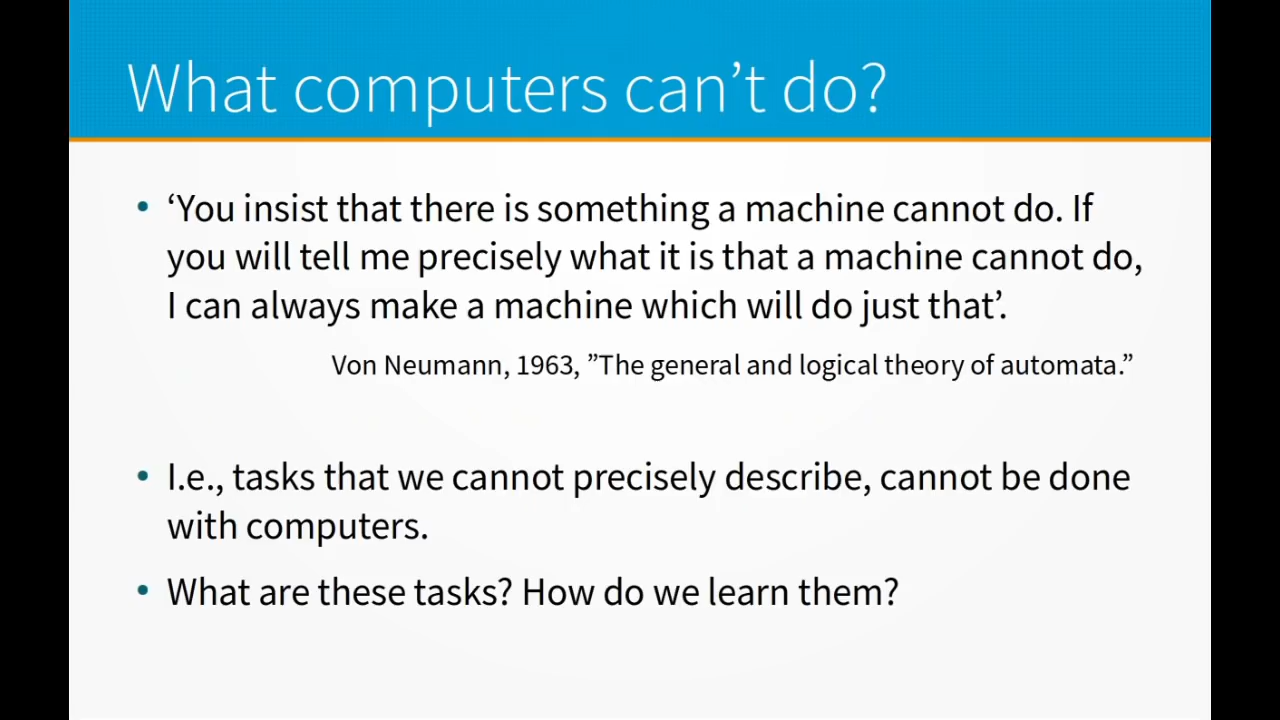 What computers can’t do?
• ‘You insist that there is something a machine cannot do. If
you will tell me precisely what it is that a machine cannot do,
I can always make a machine which will do just that’.
Von Neumann, 1963, ”The general and logical theory of automata.”
• I.e., tasks that we cannot precisely describe, cannot be done
with computers.
• What are these tasks? How do we learn them?